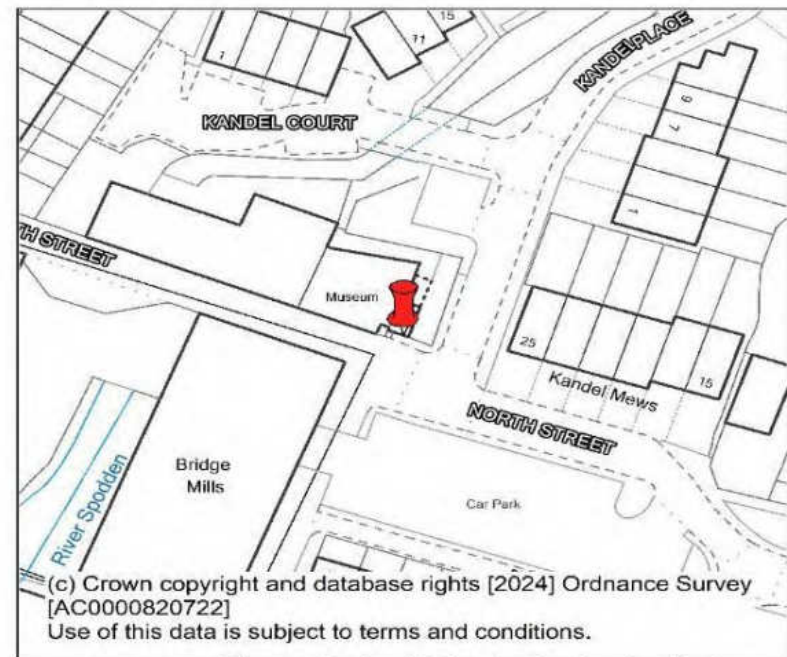 15
11
1
KANDEL PLACE
KANDEL COURT
9
7
1
TH STREET
Museum
25
Kandel Mews
15
NORTH STREET
Bridge
Mills
River Spodden
Car Park
(c) Crown copyright and database rights [2024] Ordnance Survey
[AC0000820722]
Use of this data is subject to terms and conditions.